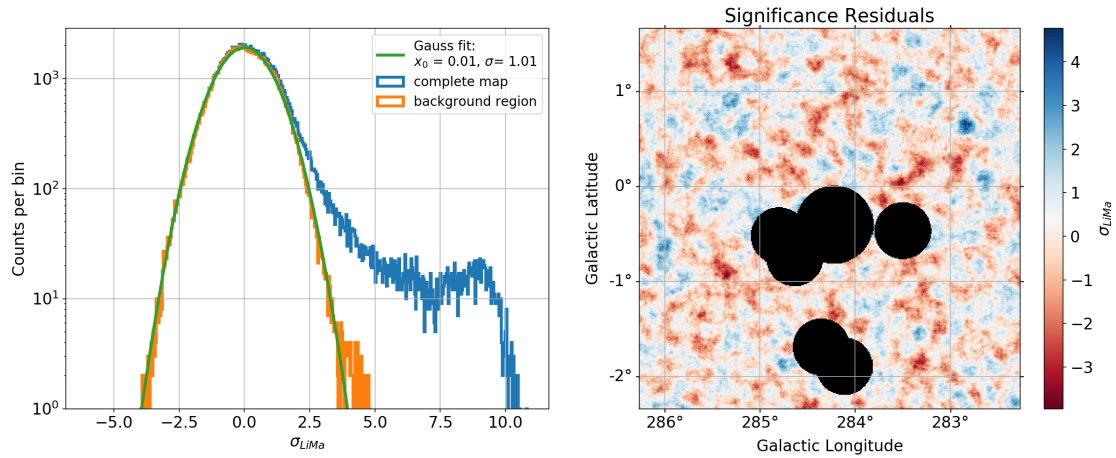 Significance Residuals
Gauss fit:
x₀ = 0.01, σ= 1.01
complete map
background region
Counts per bin
10³
10²
10¹
10⁰
−5.0
−2.5
0.0
2.5
5.0
7.5
10.0
σ_LiMa
Galactic Latitude
1°
0°
-1°
-2°
286°
285°
284°
283°
Galactic Longitude
4
3
2
1
0
−1
−2
−3
σ_LiMa